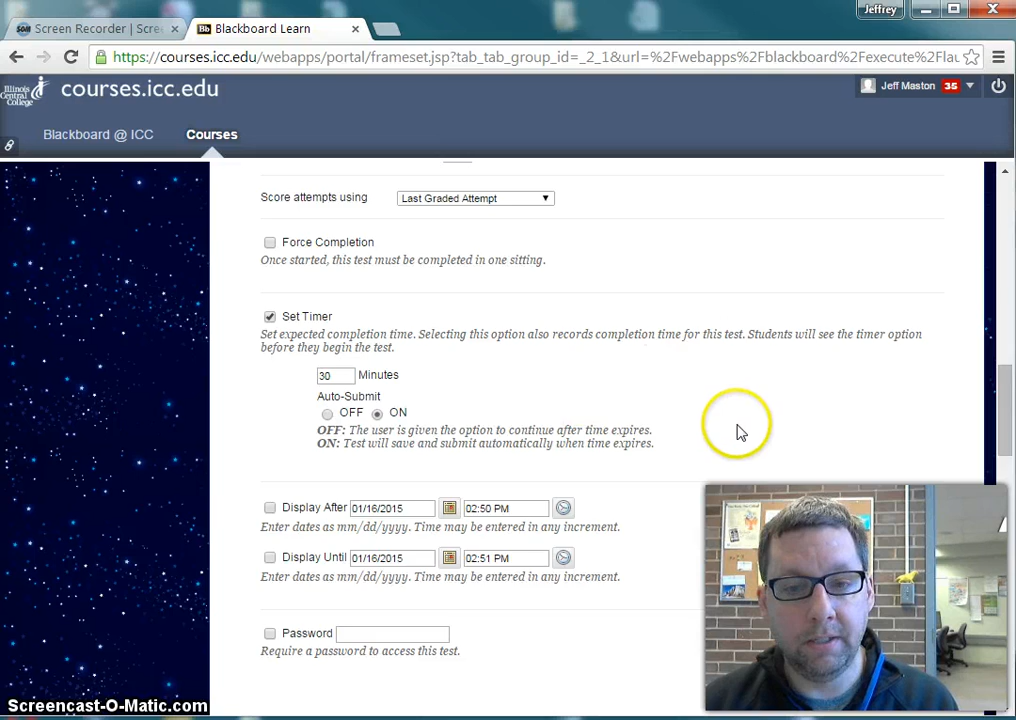 Jeffrey
Screen Recorder | Scree
Blackboard Learn
https://courses.icc.edu/webapps/portal/frameset.jsp?tab_tab_group_id=_2_1&url=%2Fwebapps%2Fblackboard%2Fexecute%2Flau
Illinois
Central
College
courses.icc.edu
Jeff Maston 35
Blackboard @ ICC
Courses
Score attempts using
Last Graded Attempt
Force Completion
Once started, this test must be completed in one sitting.
Set Timer
Set expected completion time. Selecting this option also records completion time for this test. Students will see the timer option
before they begin the test.
30 Minutes
Auto-Submit
OFF ON
OFF: The user is given the option to continue after time expires.
ON: Test will save and submit automatically when time expires.
Display After 01/16/2015 02:50 PM
Enter dates as mm/dd/yyyy. Time may be entered in any increment.
Display Until 01/16/2015 02:51 PM
Enter dates as mm/dd/yyyy. Time may be entered in any increment.
Password
Require a password to access this test.
Screencast-O-Matic.com